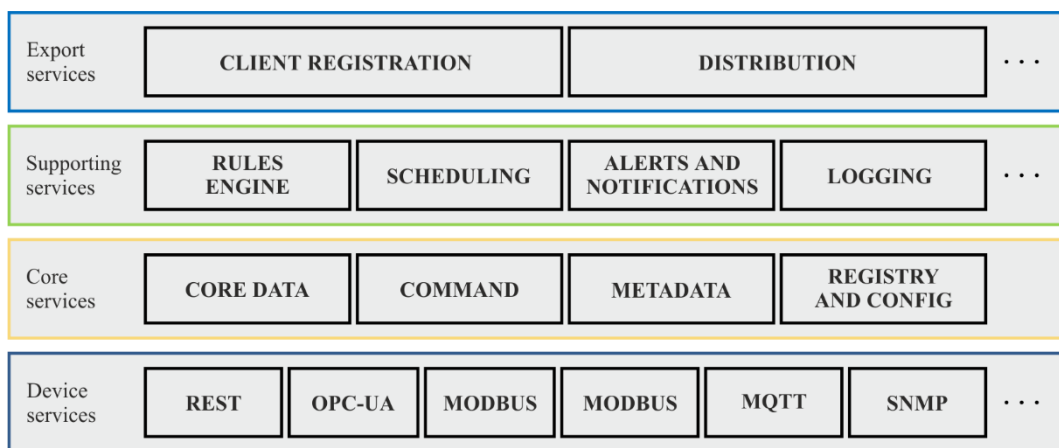 Export
services
CLIENT REGISTRATION
DISTRIBUTION
. . .
Supporting
services
RULES
ENGINE
SCHEDULING
ALERTS AND
NOTIFICATIONS
LOGGING
. . .
Core
services
CORE DATA
COMMAND
METADATA
REGISTRY
AND CONFIG
Device
services
REST
OPC-UA
MODBUS
MODBUS
MQTT
SNMP
. . .